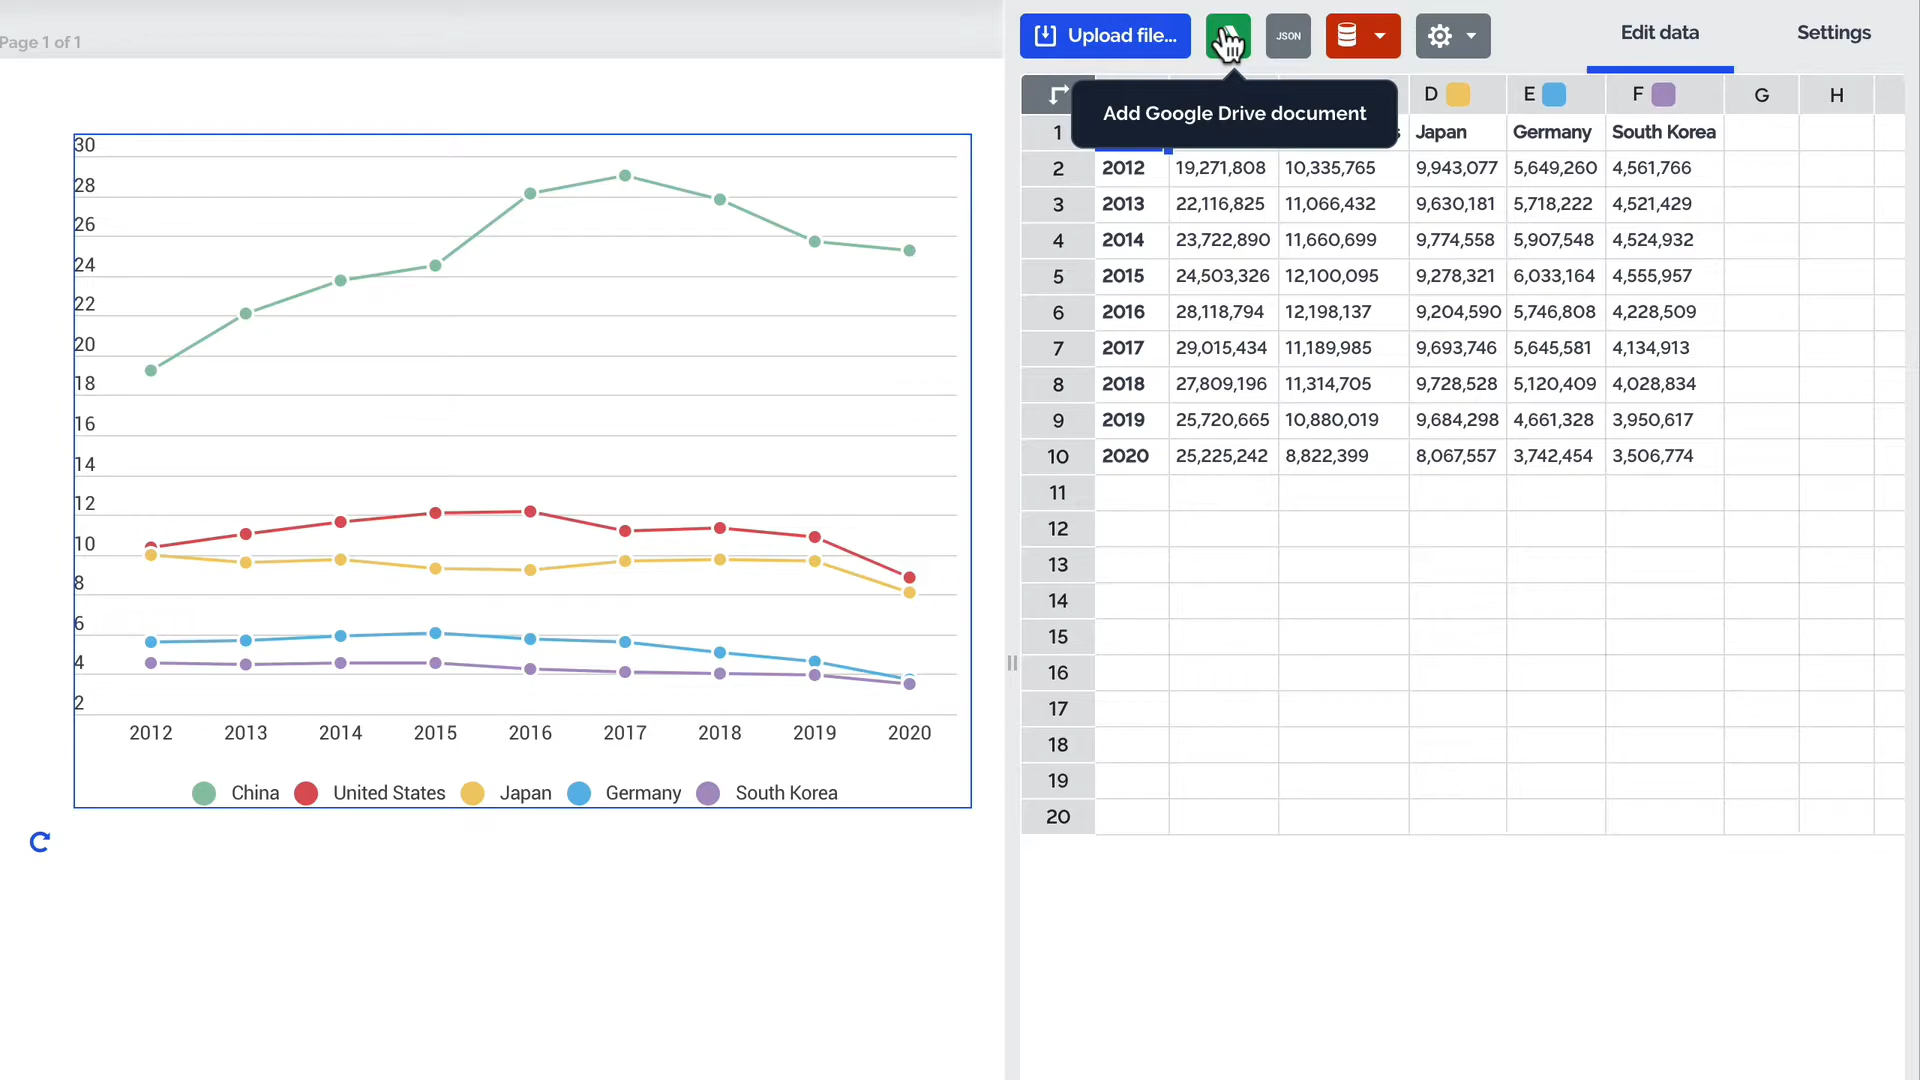 Page 1 of 1
Upload file...
JSON
Edit data
Settings
Add Google Drive document
D
E
F
G
H
1 Japan Germany South Korea
2 2012 19,271,808 10,335,765 9,943,077 5,649,260 4,561,766
3 2013 22,116,825 11,066,432 9,630,181 5,718,222 4,521,429
4 2014 23,722,890 11,660,699 9,774,558 5,907,548 4,524,932
5 2015 24,503,326 12,100,095 9,278,321 6,033,164 4,555,957
6 2016 28,118,794 12,198,137 9,204,590 5,746,808 4,228,509
7 2017 29,015,434 11,189,985 9,693,746 5,645,581 4,134,913
8 2018 27,809,196 11,314,705 9,728,528 5,120,409 4,028,834
9 2019 25,720,665 10,880,019 9,684,298 4,661,328 3,950,617
10 2020 25,225,242 8,822,399 8,067,557 3,742,454 3,506,774
11
12
13
14
15
16
17
18
19
20
30
28
26
24
22
20
18
16
14
12
10
8
6
4
2
2012 2013 2014 2015 2016 2017 2018 2019 2020
China United States Japan Germany South Korea